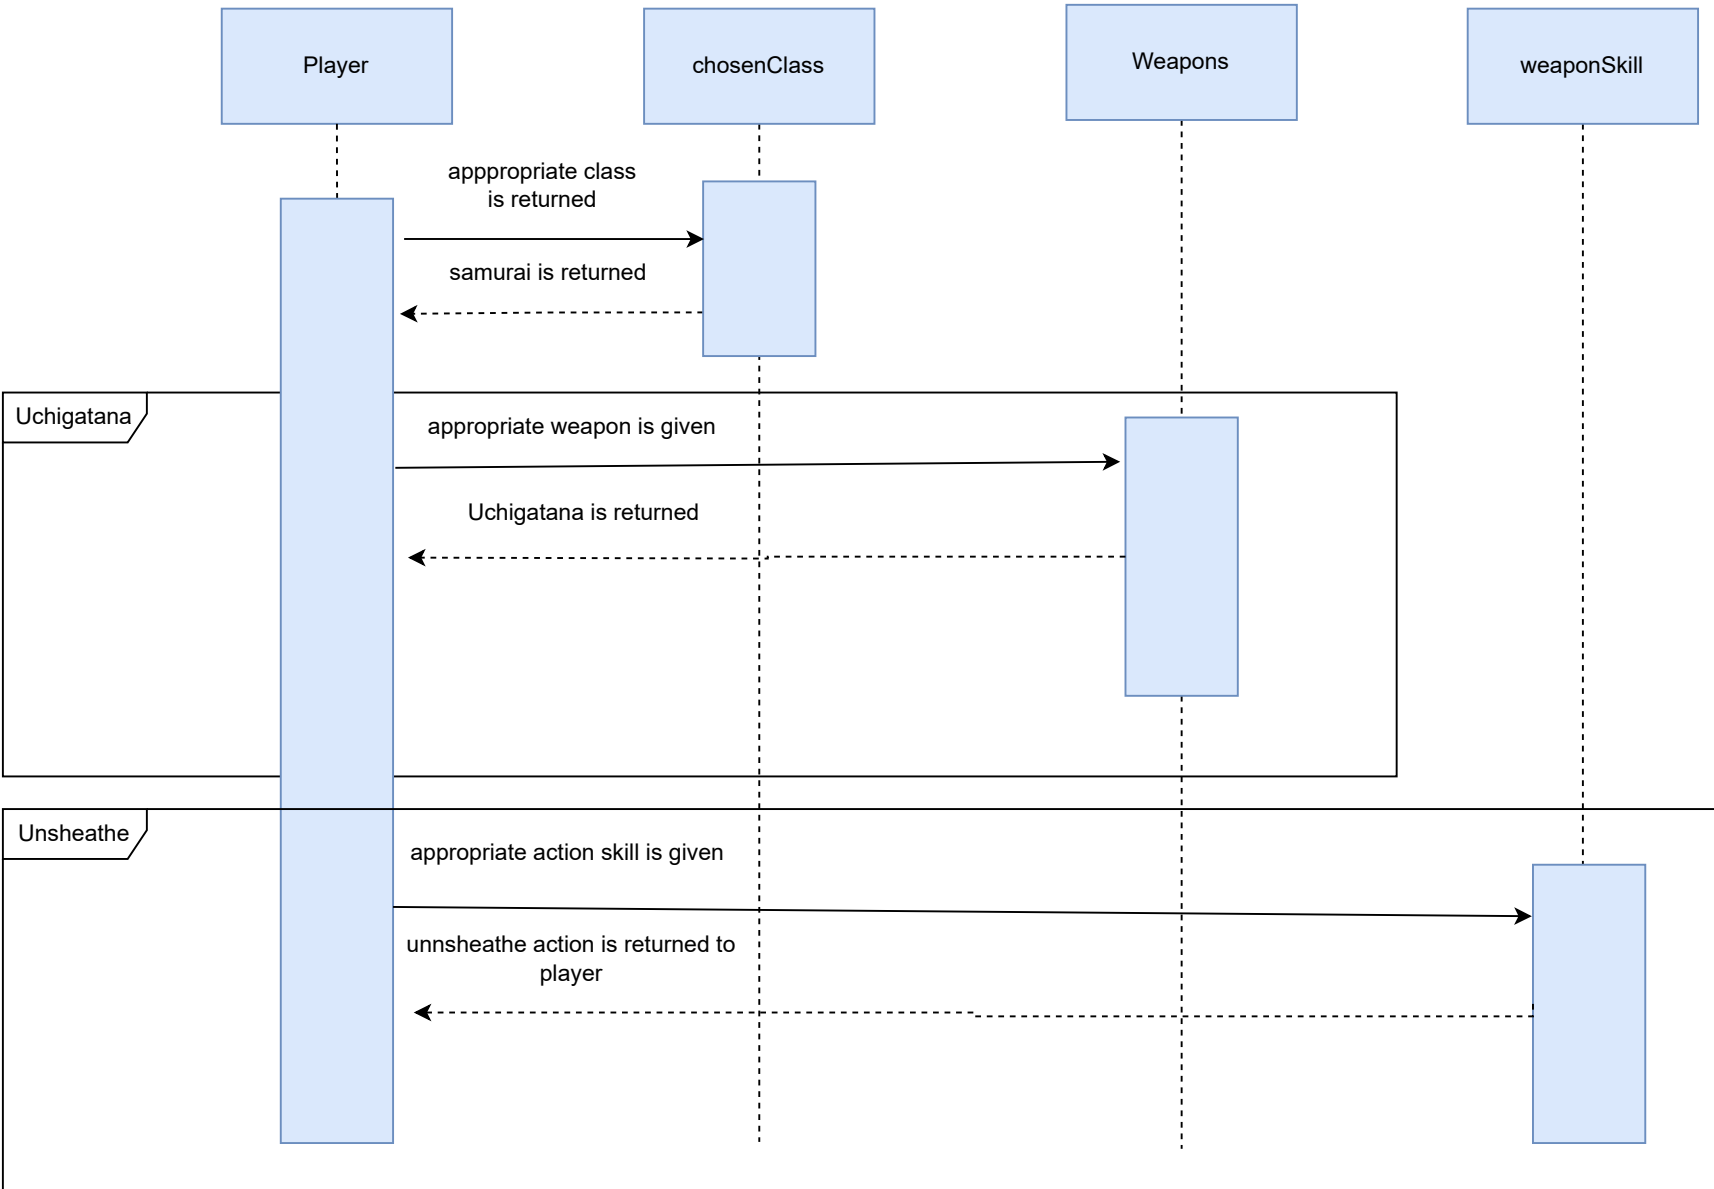 Player
chosenClass
Weapons
weaponSkill
apppropriate class
is returned
samurai is returned
Uchigatana
appropriate weapon is given
Uchigatana is returned
Unsheathe
appropriate action skill is given
unnsheathe action is returned to
player